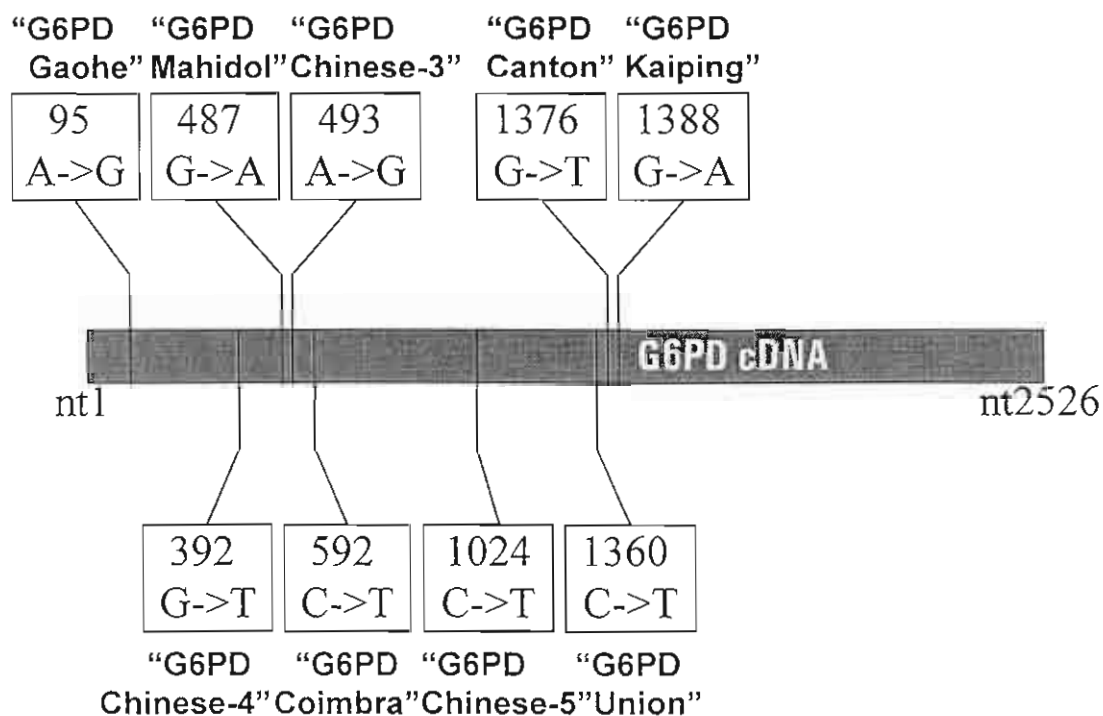 “G6PD “G6PD “G6PD “G6PD “G6PD
Gaohe” Mahidol” Chinese-3” Canton” Kaiping”
95 487 493 1376 1388
A->G G->A A->G G->T G->A
G6PD cDNA
nt1 nt2526
392 592 1024 1360
G->T C->T C->T C->T
“G6PD “G6PD “G6PD “G6PD
Chinese-4” Coimbra” Chinese-5” Union”